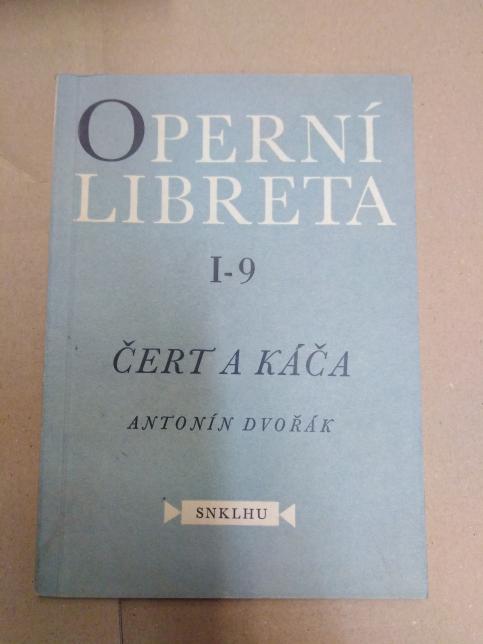 OPERNÍ
LIBRETA
I-9
ČERT A KÁČA
ANTONÍN DVOŘÁK
SNKLHU